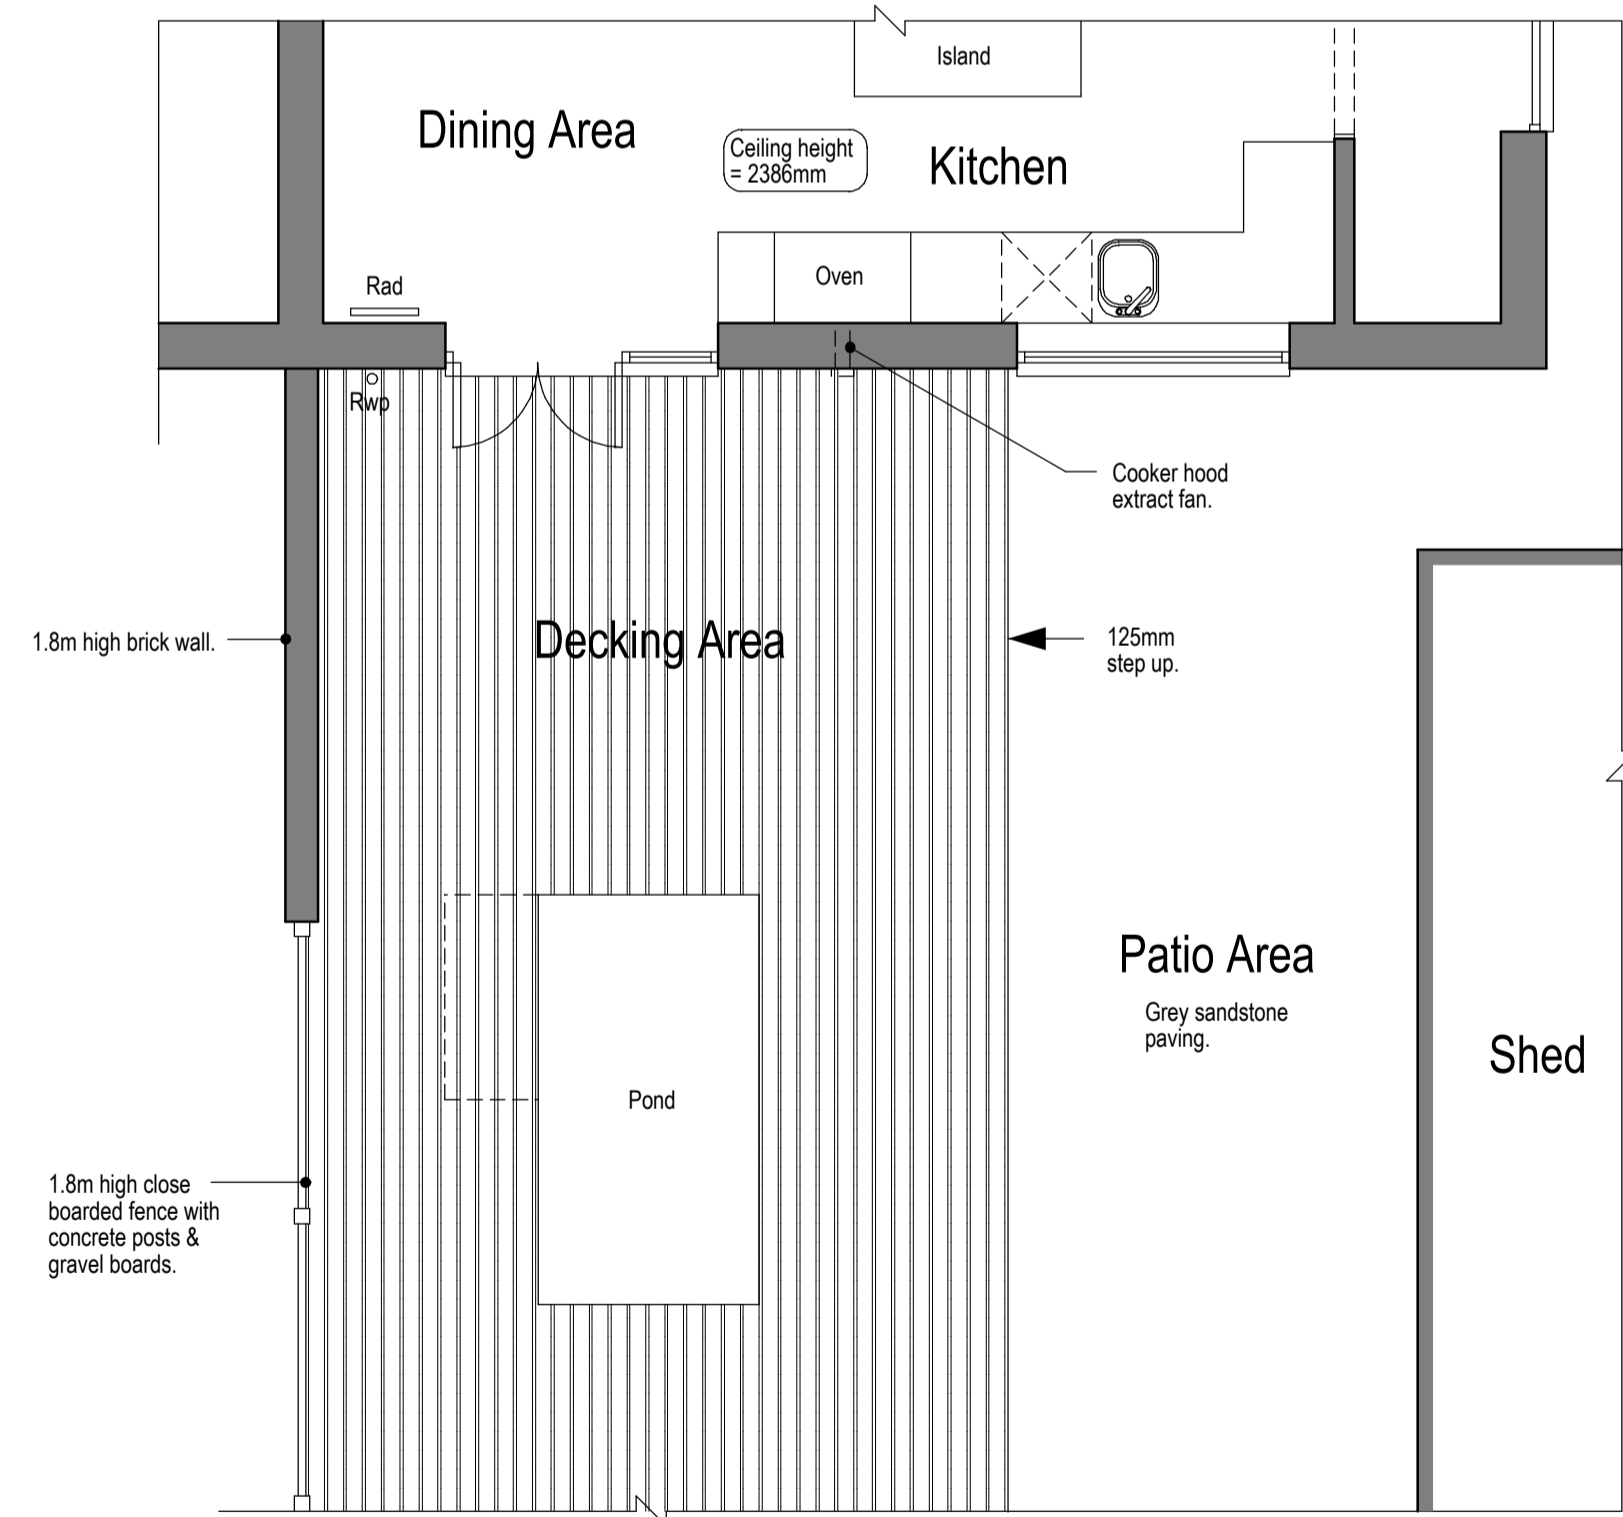 Island
Dining Area
Ceiling height
= 2386mm
Kitchen
Oven
Rad
Rwp
Cooker hood
extract fan.
Decking Area
1.8m high brick wall.
125mm
step up.
Patio Area
Grey sandstone
paving.
Shed
Pond
1.8m high close
boarded fence with
concrete posts &
gravel boards.